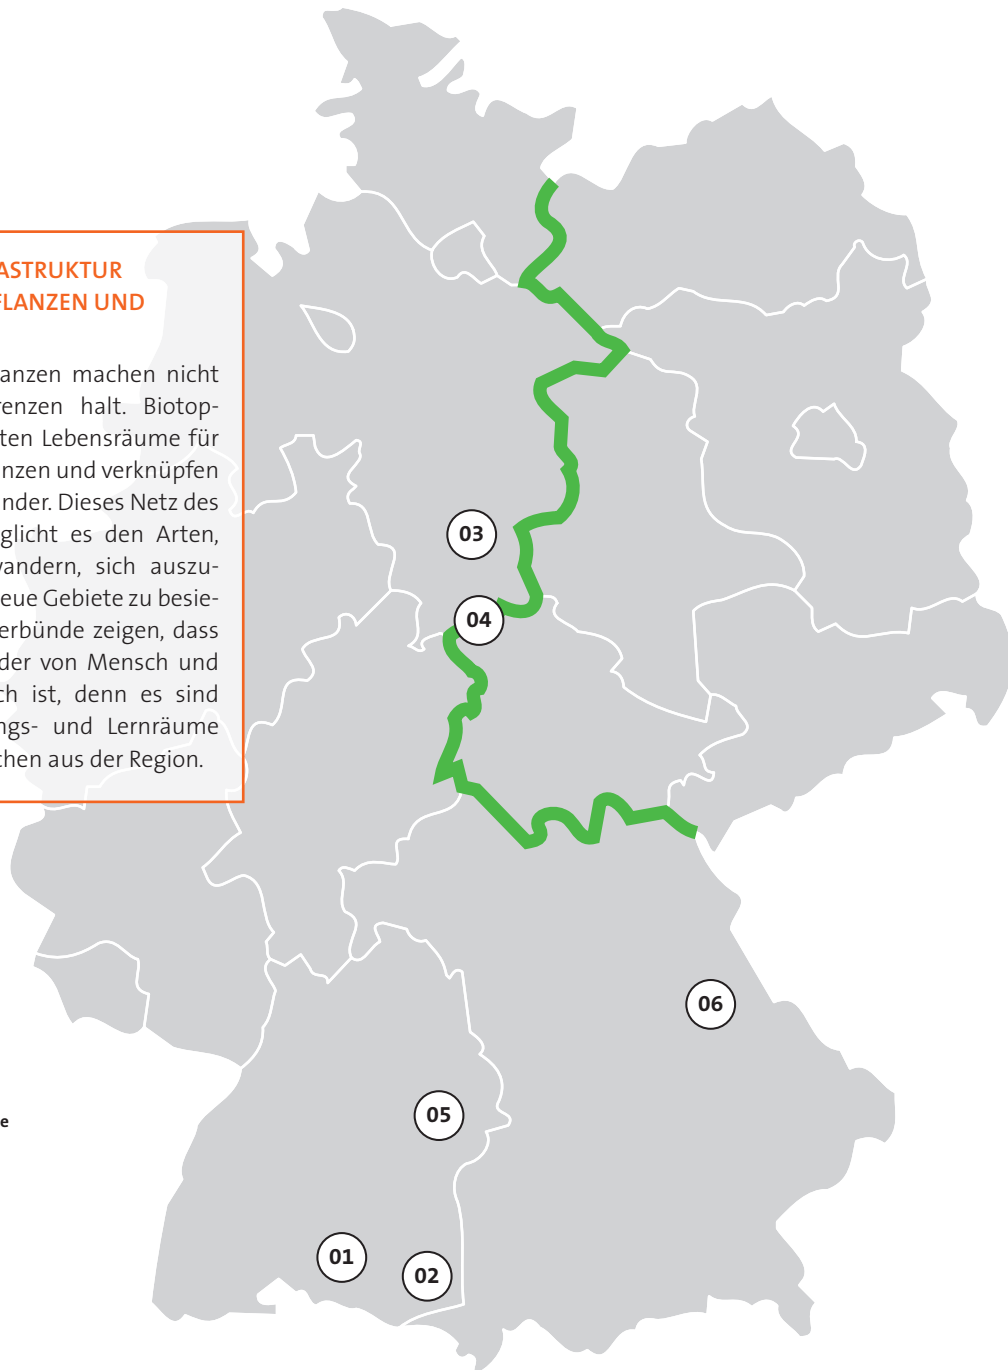 ASTRUKTUR
FLANZEN UND
anzen machen nicht
renzen halt. Biotop-
ten Lebensräume für
nzen und verknüpfen
nder. Dieses Netz des
glicht es den Arten,
vandern, sich auszu-
eue Gebiete zu besie-
erbünde zeigen, dass
der von Mensch und
ch ist, denn es sind
ngs- und Lernräume
chen aus der Region.
03
04
06
e
05
01
02